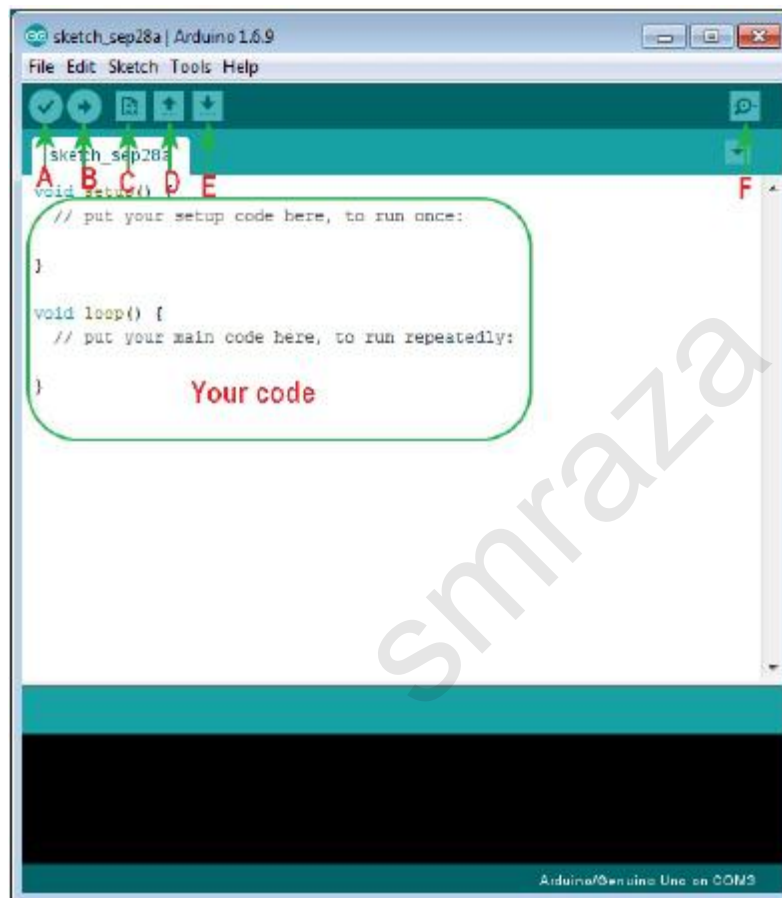 sketch_sep28a | Arduino 1.6.9
File Edit Sketch Tools Help
sketch_sep28a
A B C D E F
void setup() {
// put your setup code here, to run once:
}
void loop() {
// put your main code here, to run repeatedly:
}
Your code
smraza
Arduino/Genuino Uno on COM3